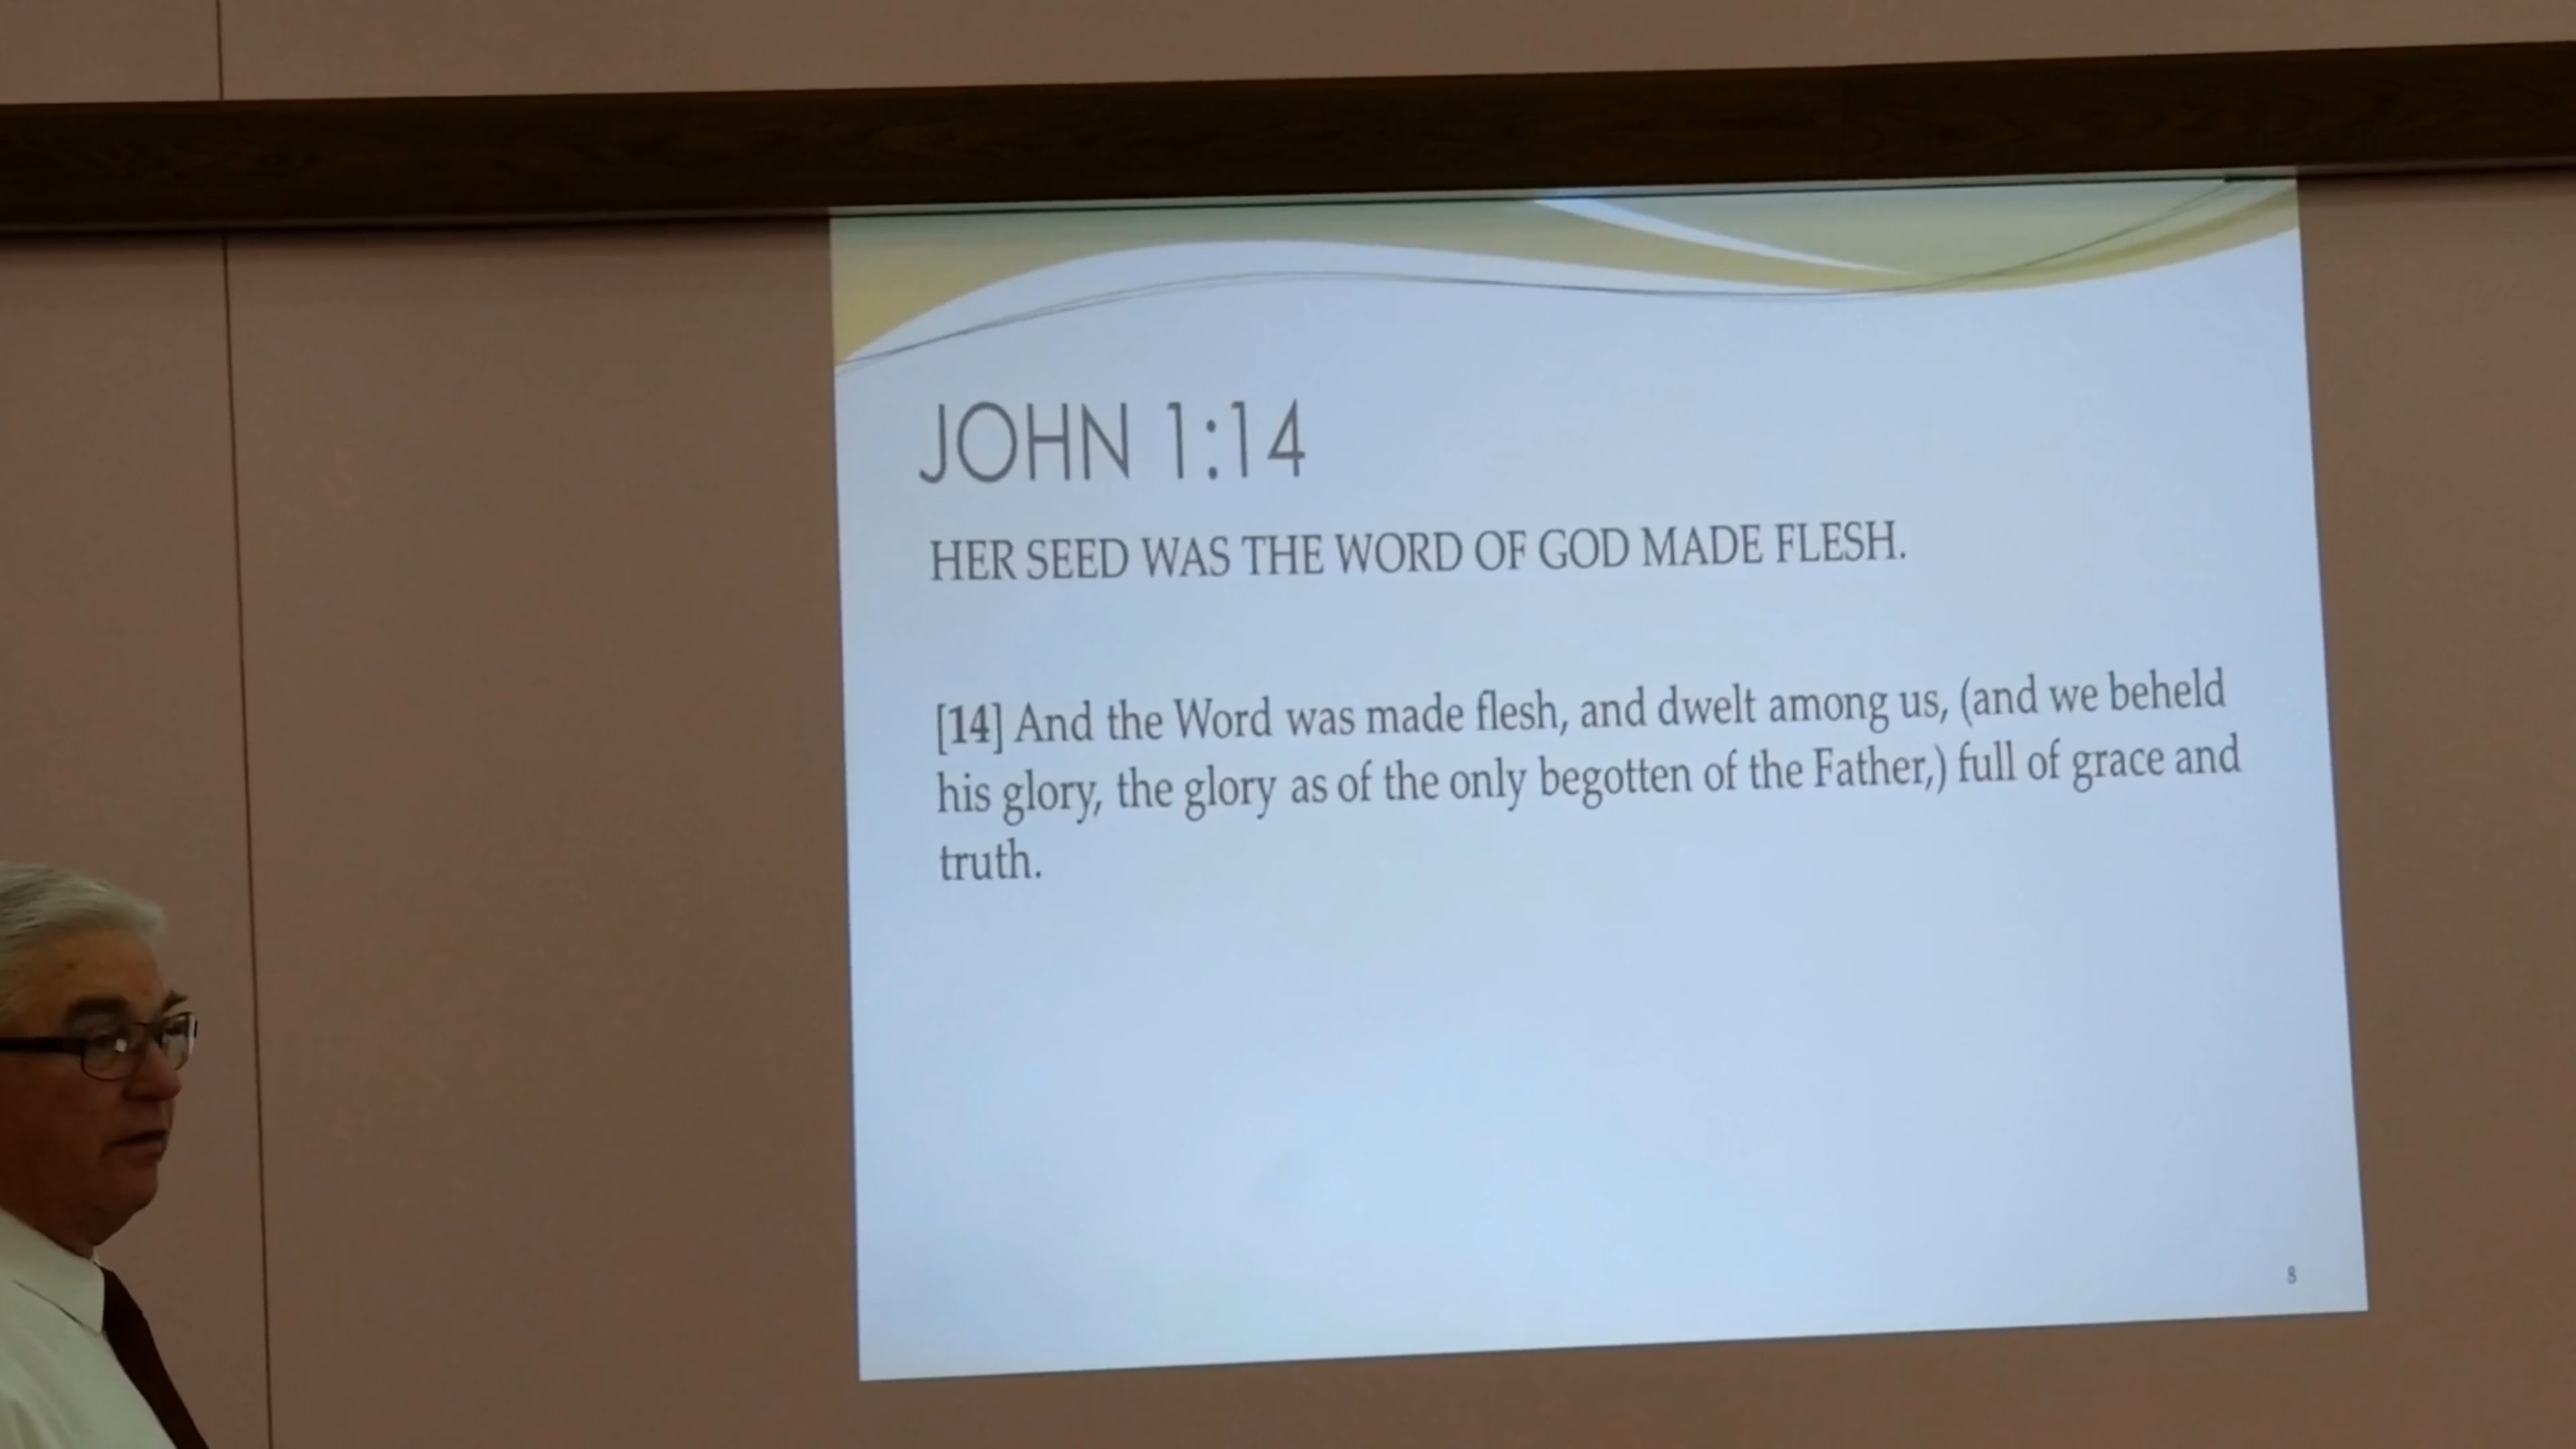 JOHN 1:14
HER SEED WAS THE WORD OF GOD MADE FLESH.
[14] And the Word was made flesh, and dwelt among us, (and we beheld
his glory, the glory as of the only begotten of the Father,) full of grace and
truth.
8